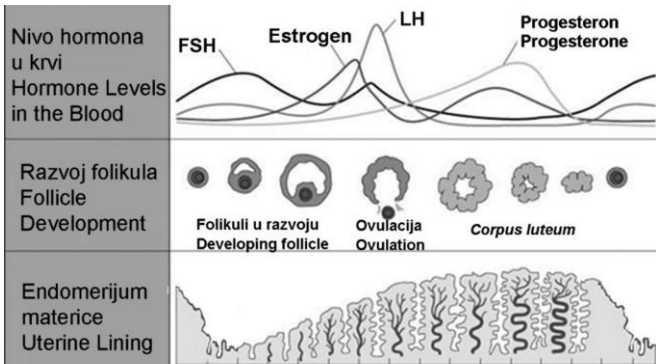 Nivo hormona
u krvi
Hormone Levels
in the Blood
FSH
Estrogen
LH
Progesteron
Progesterone
Razvoj folikula
Follicle
Development
Folikuli u razvoju
Developing follicle
Ovulacija
Ovulation
Corpus luteum
Endomerijum
materice
Uterine Lining